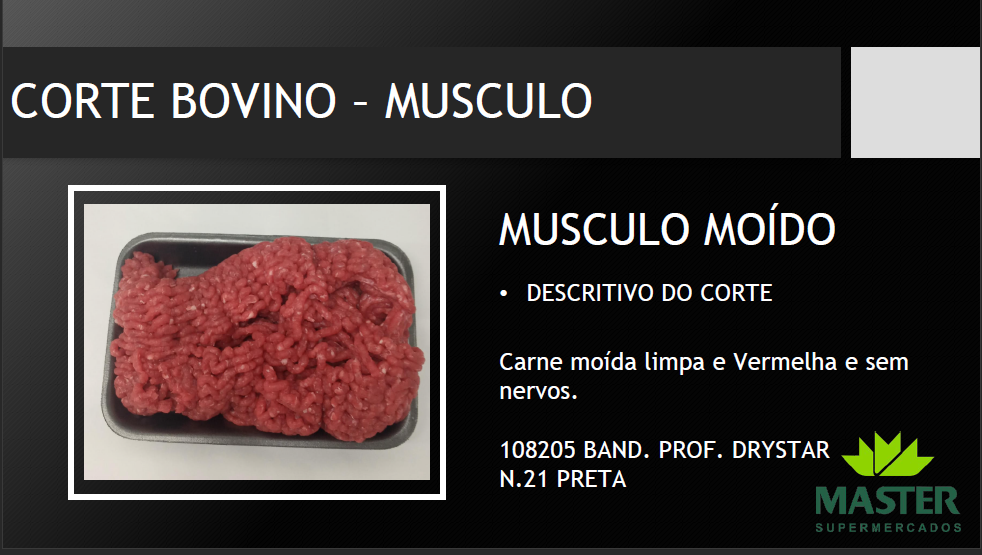 CORTE BOVINO – MUSCULO
MUSCULO MOÍDO
• DESCRITIVO DO CORTE
Carne moída limpa e Vermelha e sem
nervos.
108205 BAND. PROF. DRYSTAR
N.21 PRETA
MASTER
SUPERMERCADOS